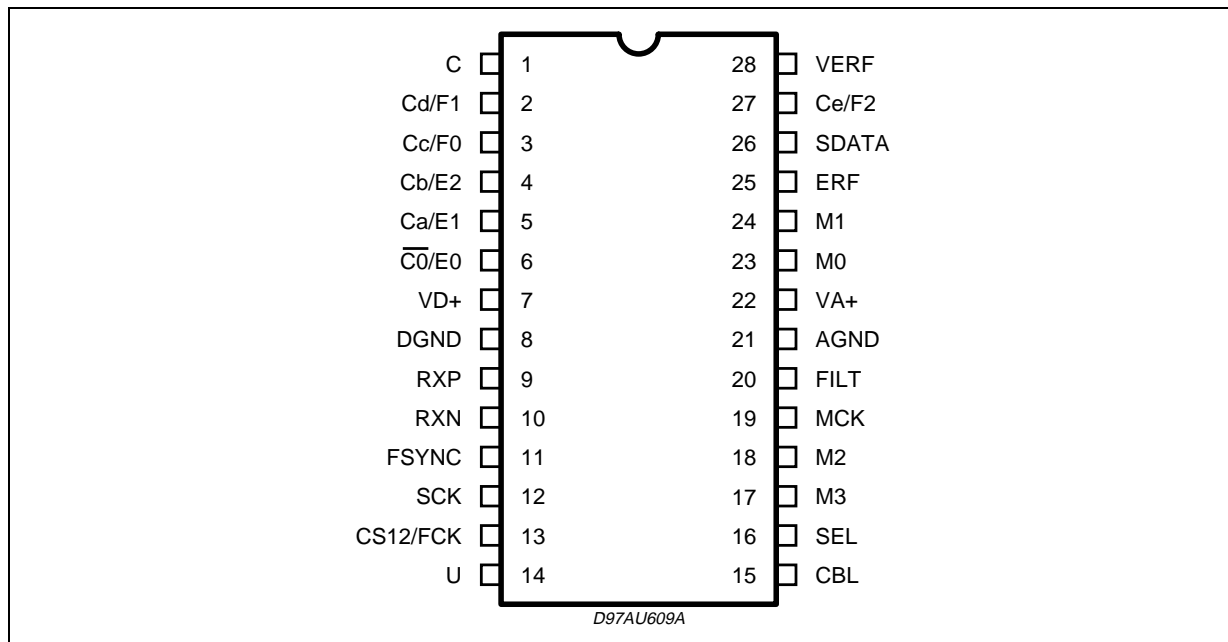 C 1 28 VERF
Cd/F1 2 27 Ce/F2
Cc/F0 3 26 SDATA
Cb/E2 4 25 ERF
Ca/E1 5 24 M1
C̅0̅/E0 6 23 M0
VD+ 7 22 VA+
DGND 8 21 AGND
RXP 9 20 FILT
RXN 10 19 MCK
FSYNC 11 18 M2
SCK 12 17 M3
CS12/FCK 13 16 SEL
U 14 15 CBL
D97AU609A